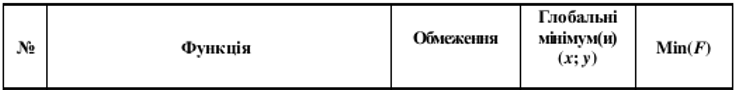 №
Функція
Обмеження
Глобальні
мінімум(и)
(x; y)
Min(F)